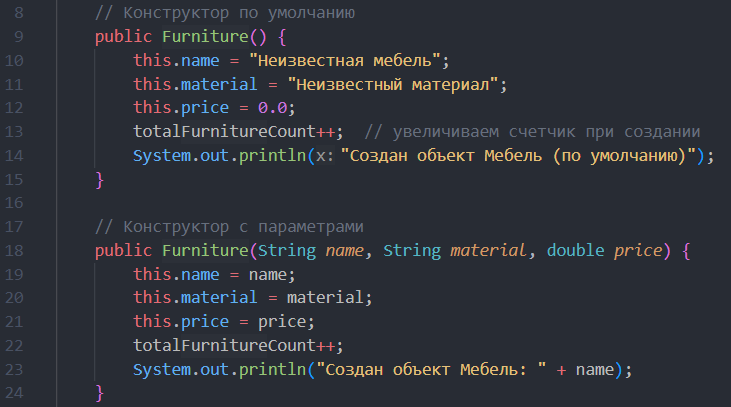 8 // Конструктор по умолчанию
9 public Furniture() {
10 this.name = "Неизвестная мебель";
11 this.material = "Неизвестный материал";
12 this.price = 0.0;
13 totalFurnitureCount++;  // увеличиваем счетчик при создании
14 System.out.println(x: "Создан объект Мебель (по умолчанию)");
15 }
16
17 // Конструктор с параметрами
18 public Furniture(String name, String material, double price) {
19 this.name = name;
20 this.material = material;
21 this.price = price;
22 totalFurnitureCount++;
23 System.out.println("Создан объект Мебель: " + name);
24 }